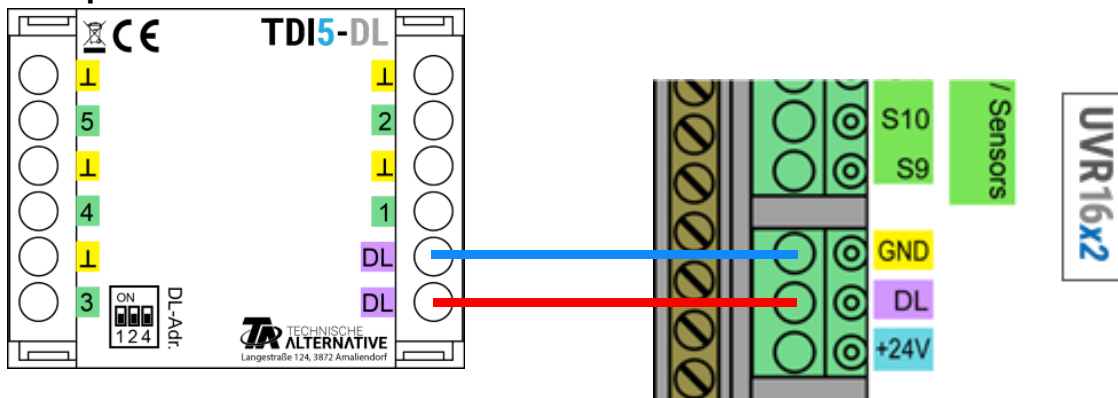 CE TDI5-DL
⊥
5
⊥
4
⊥
3
⊥
2
⊥
1
DL
DL
ON
1 2 4
DL-Adr.
TA TECHNISCHE
ALTERNATIVE
Langestraße 124, 3872 Amaliendorf
S10
S9
GND
DL
+24V
/ Sensors
UVR16x2